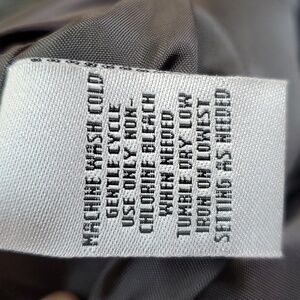 MACHINE WASH COLD
GENTLE CYCLE
USE ONLY NON-
CHLORINE BLEACH
WHEN NEEDED
TUMBLE DRY LOW
IRON ON LOWEST
SETTING AS NEEDED